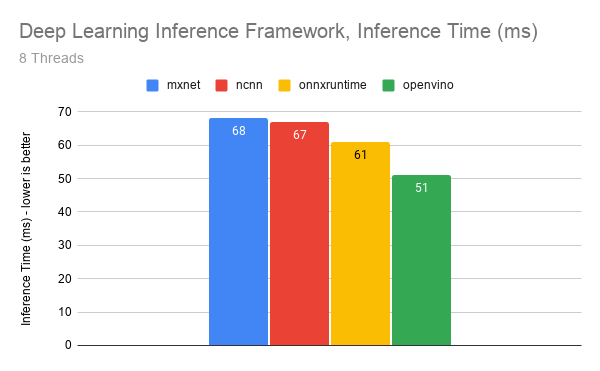 Deep Learning Inference Framework, Inference Time (ms)
8 Threads
mxnet ncnn onnxruntime openvino
Inference Time (ms) - lower is better
70
60
50
40
30
20
10
0
68 67 61 51